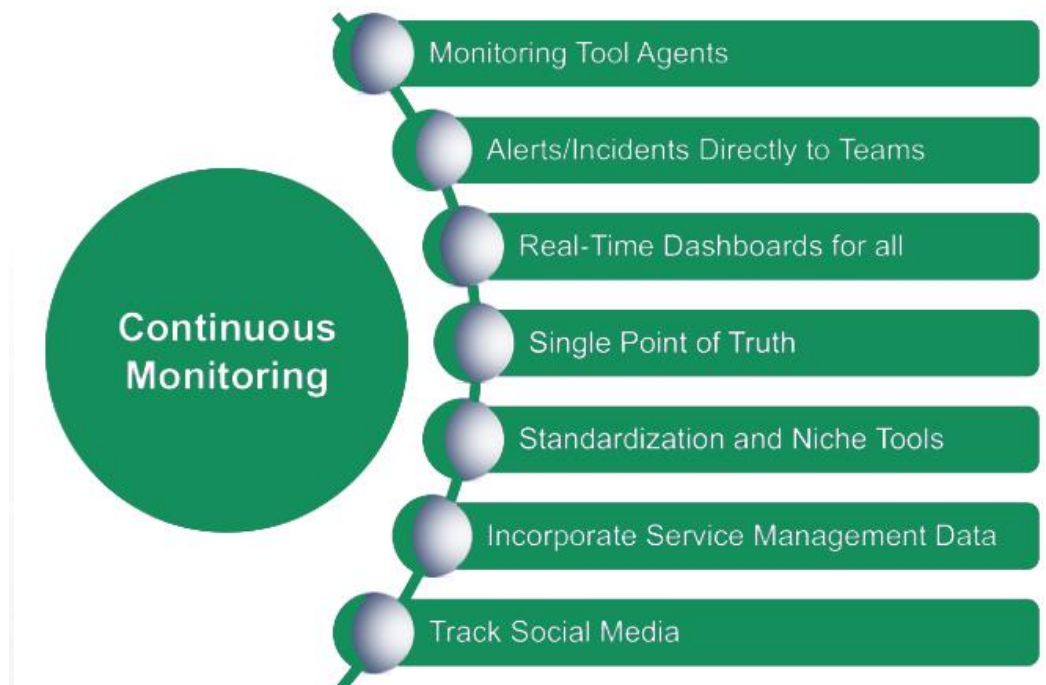 Monitoring Tool Agents
Alerts/Incidents Directly to Teams
Real-Time Dashboards for all
Continuous
Monitoring
Single Point of Truth
Standardization and Niche Tools
Incorporate Service Management Data
Track Social Media